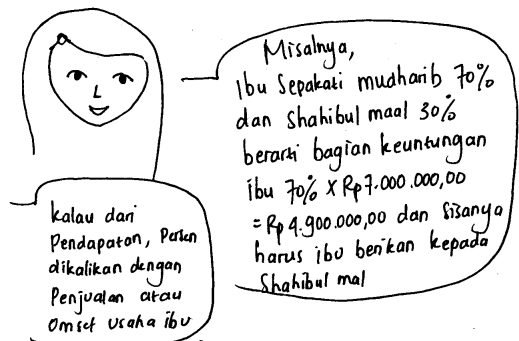 Misalnya,
Ibu Sepakati mudharib 70%
dan Shahibul maal 30%
berarti bagian keuntungan
ibu 70% X Rp7.000.000,00
= Rp 4.900.000,00 dan Sisanya
harus ibu berikan kepada
Shahibul mal
kalau dari
Pendapatan, Persen
dikalikan dengan
Penjualan atau
Omset usaha ibu